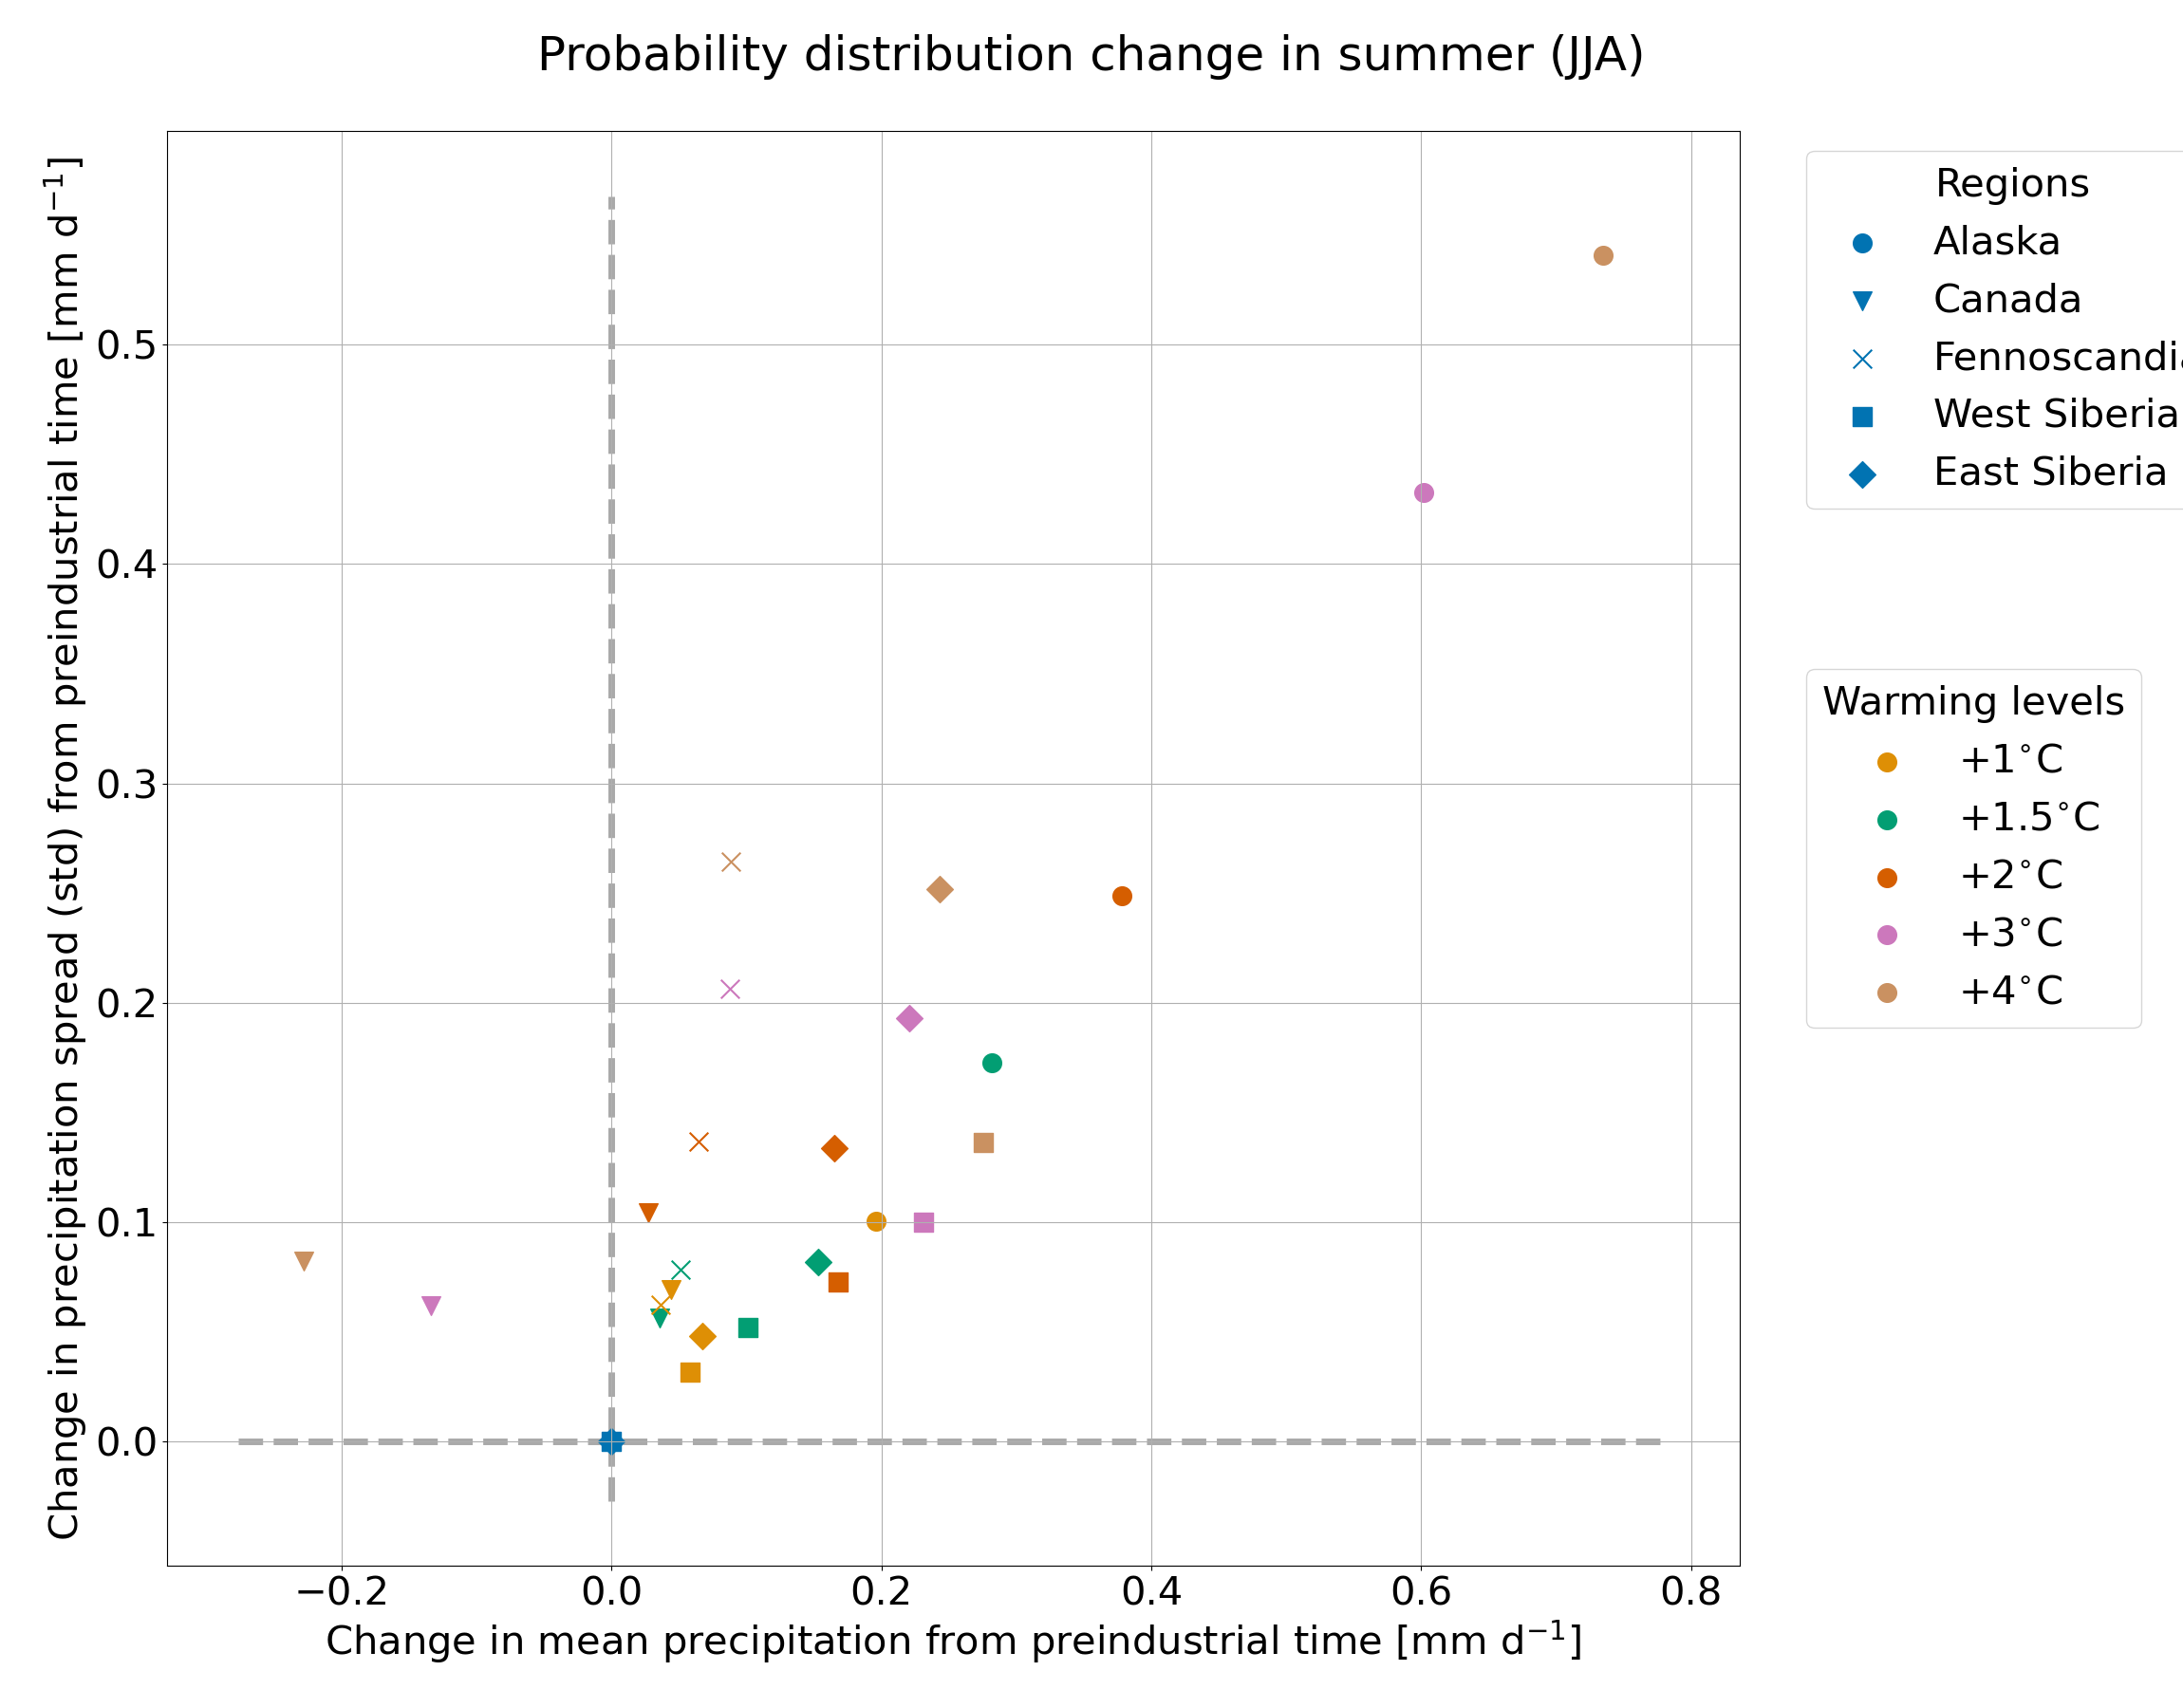 Probability distribution change in summer (JJA)
Change in precipitation spread (std) from preindustrial time [mm d⁻¹]
0.5
0.4
0.3
0.2
0.1
0.0
−0.2
0.0
0.2
0.4
0.6
0.8
Change in mean precipitation from preindustrial time [mm d⁻¹]
Regions
Alaska
Canada
Fennoscandia
West Siberia
East Siberia
Warming levels
+1°C
+1.5°C
+2°C
+3°C
+4°C